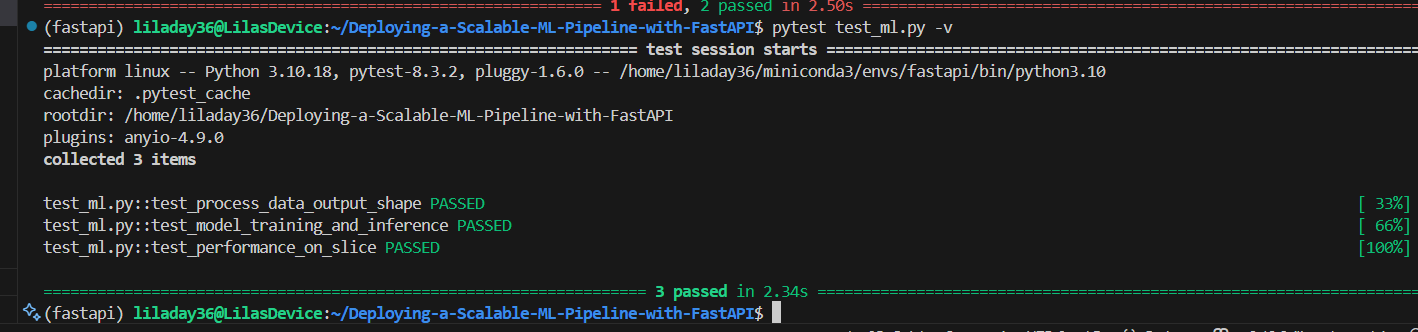 ============ 1 failed, 2 passed in 2.50s ============
(fastapi) liladay36@LilasDevice:~/Deploying-a-Scalable-ML-Pipeline-with-FastAPI$ pytest test_ml.py -v
============ test session starts ============
platform linux -- Python 3.10.18, pytest-8.3.2, pluggy-1.6.0 -- /home/liladay36/miniconda3/envs/fastapi/bin/python3.10
cachedir: .pytest_cache
rootdir: /home/liladay36/Deploying-a-Scalable-ML-Pipeline-with-FastAPI
plugins: anyio-4.9.0
collected 3 items
test_ml.py::test_process_data_output_shape PASSED [ 33%]
test_ml.py::test_model_training_and_inference PASSED [ 66%]
test_ml.py::test_performance_on_slice PASSED [100%]
============ 3 passed in 2.34s ============
(fastapi) liladay36@LilasDevice:~/Deploying-a-Scalable-ML-Pipeline-with-FastAPI$